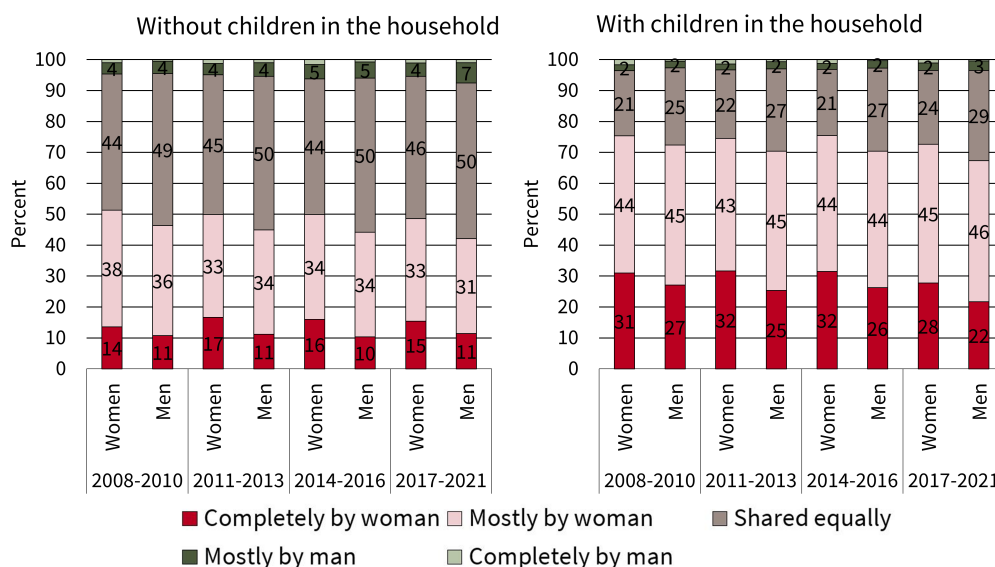 Without children in the household
With children in the household
Percent
100
90
80
70
60
50
40
30
20
10
0
4 4 4 4 5 5 4 7
44 49 45 50 44 50 46 50
38 36 33 34 34 34 33 31
14 11 17 11 16 10 15 11
Women Men Women Men Women Men Women Men
2008-2010 2011-2013 2014-2016 2017-2021
Percent
100
90
80
70
60
50
40
30
20
10
0
2 2 2 2 2 2 2 3
21 25 22 27 21 27 24 29
44 45 43 45 44 44 45 46
31 27 32 25 32 26 28 22
Women Men Women Men Women Men Women Men
2008-2010 2011-2013 2014-2016 2017-2021
Completely by woman Mostly by woman Shared equally
Mostly by man Completely by man